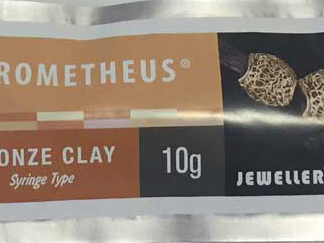 ROMETHEUS®
ONZE CLAY
Syringe Type
10g
JEWELLER